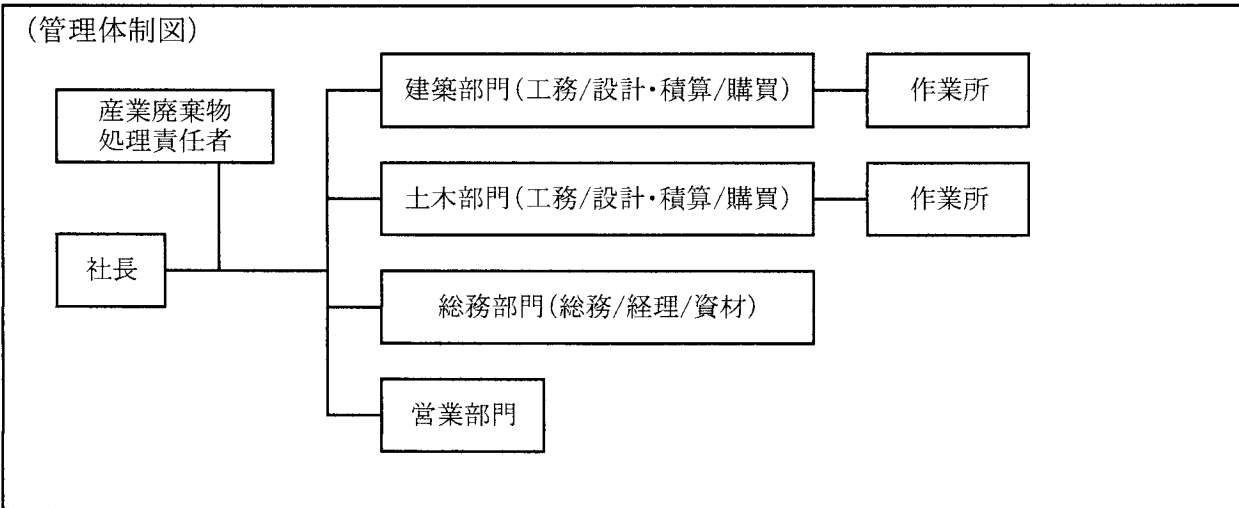 (管理体制図)
産業廃棄物
処理責任者
社長
建築部門(工務/設計・積算/購買)
作業所
土木部門(工務/設計・積算/購買)
作業所
総務部門(総務/経理/資材)
営業部門